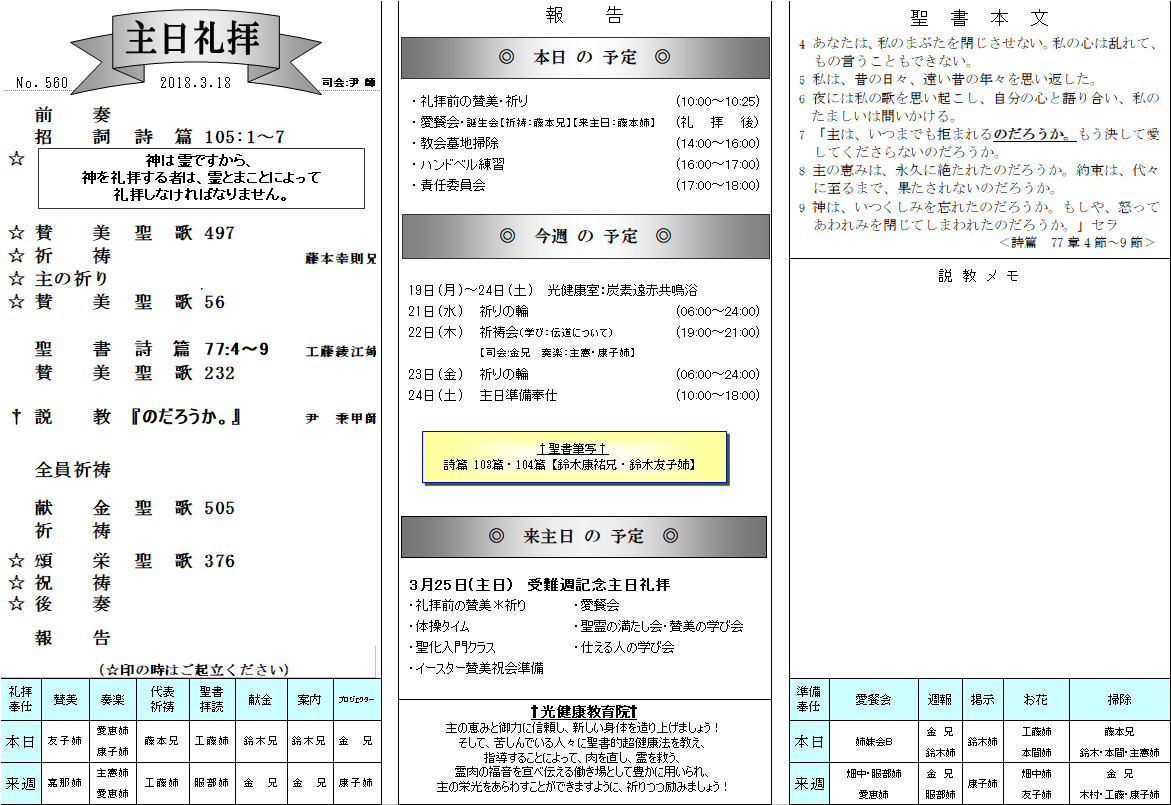 主日礼拝
No. 560 2018.3.18 司会:尹 師
前 奏
招 詞 詩 篇 105:1～7
☆
神は霊ですから、
神を礼拝する者は、霊とまことによって
礼拝しなければなりません。
☆ 賛 美 聖 歌 497
☆ 祈 祷 藤本幸則兄
☆ 主の祈り
☆ 賛 美 聖 歌 56
聖 書 詩 篇 77:4～9 工藤綾江姉
賛 美 聖 歌 232
† 説 教 『のだろうか。』 尹 秉甲師
全員祈祷
献 金 聖 歌 505
祈 祷
☆ 頌 栄 聖 歌 376
☆ 祝 祷
☆ 後 奏
報 告
(☆印の時はご起立ください)
礼拝奉仕 賛美 奏楽 代表祈祷 聖書拝読 献金 案内 プロジェクター
本日 友子姉 愛恵姉 康子姉 藤本兄 工藤姉 鈴木兄 鈴木兄 金 兄
来週 嘉那姉 主憲姉 愛恵姉 工藤姉 服部姉 金 兄 金 兄 康子姉
報 告
◎ 本日 の 予定 ◎
・礼拝前の賛美・祈り (10:00～10:25)
・愛餐会・誕生会【祈祷：藤本兄】【来主日：藤本姉】 (礼 拝 後)
・教会墓地掃除 (14:00～16:00)
・ハンドベル練習 (16:00～17:00)
・責任委員会 (17:00～18:00)
◎ 今週 の 予定 ◎
19日(月)～24日(土) 光健康室：炭素遠赤共鳴浴
21日(水) 祈りの輪 (06:00～24:00)
22日(木) 祈祷会(学び：伝道について) (19:00～21:00)
【司会:金兄 奏楽：主憲・康子姉】
23日(金) 祈りの輪 (06:00～24:00)
24日(土) 主日準備奉仕 (10:00～18:00)
†聖書筆写†
詩篇 103篇・104篇【鈴木康祐兄・鈴木友子姉】
◎ 来主日 の 予定 ◎
3月25日(主日) 受難週記念主日礼拝
・礼拝前の賛美＊祈り ・愛餐会
・体操タイム ・聖霊の満たし会・賛美の学び会
・聖化入門クラス ・仕える人の学び会
・イースター賛美祝会準備
†光健康教育院†
主の恵みと御力に信頼し、新しい身体を造り上げましょう！
そして、苦しんでいる人々に聖書的超健康法を教え、
指導することによって、肉を直し、霊を救う、
霊肉の福音を宣べ伝える働き場として豊かに用いられ、
主の栄光をあらわすことができますように、祈りつつ励みましょう！
聖 書 本 文
4 あなたは、私のまぶたを閉じさせない。私の心は乱れて、
もの言うこともできない。
5 私は、昔の日々、遠い昔の年々を思い返した。
6 夜には私の歌を思い起こし、自分の心と語り合い、私の
たましいは問いかける。
7 「主は、いつまでも拒まれるのだろうか。もう決して愛
してくださらないのだろうか。
8 主の恵みは、永久に絶たれたのだろうか。約束は、代々
に至るまで、果たされないのだろうか。
9 神は、いつくしみを忘れたのだろうか。もしや、怒って
あわれみを閉じてしまわれたのだろうか。」セラ
＜詩篇 77章4節～9節＞
説 教 メ モ
準備奉仕 愛餐会 週報 掲示 お花 掃除
本日 姉妹会B 金 兄 鈴木姉 鈴木姉 工藤姉 本間姉 藤本兄 鈴木・本間・主憲姉
来週 畑中・服部姉 愛恵姉 金 兄 服部姉 康子姉 畑中姉 友子姉 金 兄 木村・工藤・康子姉